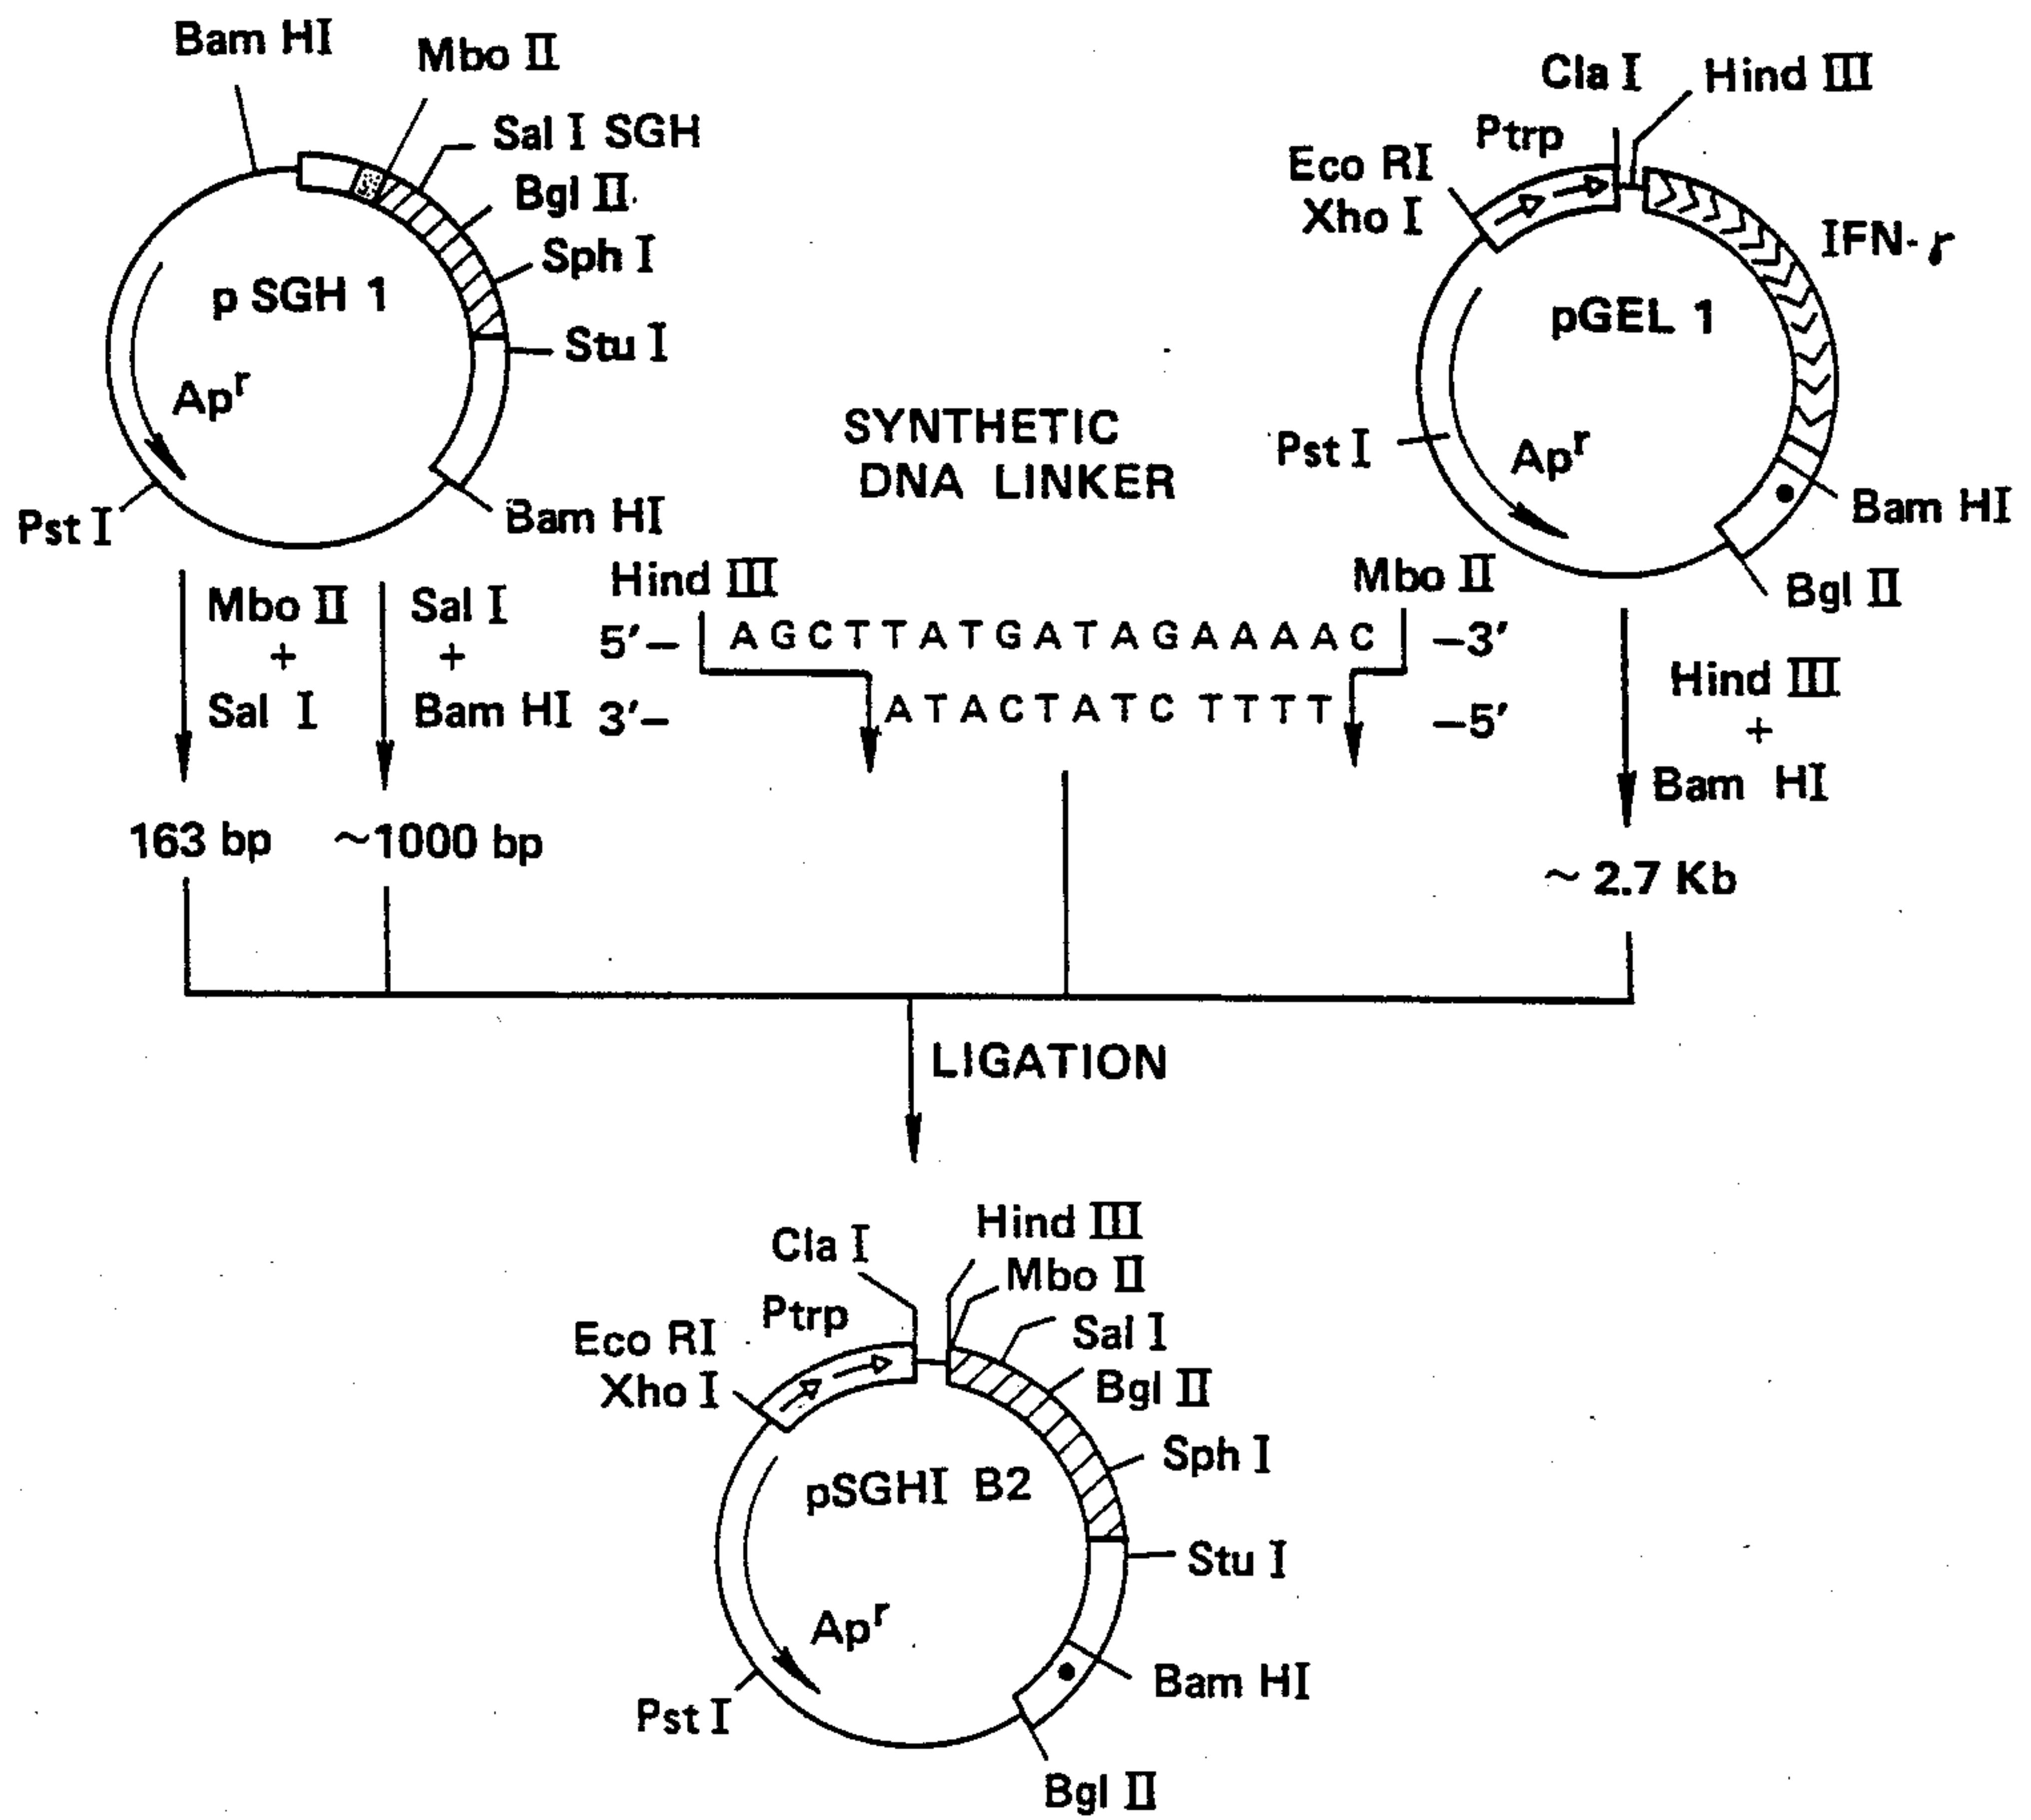 Bam HI
Mbo II
Sal I SGH
Bgl II
Sph I
Stu I
Bam HI
Pst I
p SGH 1
Ap^r
Cla I
Hind III
Ptrp
Eco RI
Xho I
IFN-γ
pGEL 1
Pst I
Ap^r
Bam HI
Bgl II
SYNTHETIC
DNA LINKER
Mbo II
+
Sal I
Sal I
+
Bam HI
Hind III
Mbo II
5'– AGCTTATGATAGAAAAC –3'
3'– ATACTATCTTTT –5'
Hind III
+
Bam HI
163 bp
~1000 bp
~ 2.7 Kb
LIGATION
Cla I
Hind III
Mbo II
Ptrp
Eco RI
Xho I
Sal I
Bgl II
Sph I
pSGHI B2
Stu I
Ap^r
Bam HI
Pst I
Bgl II